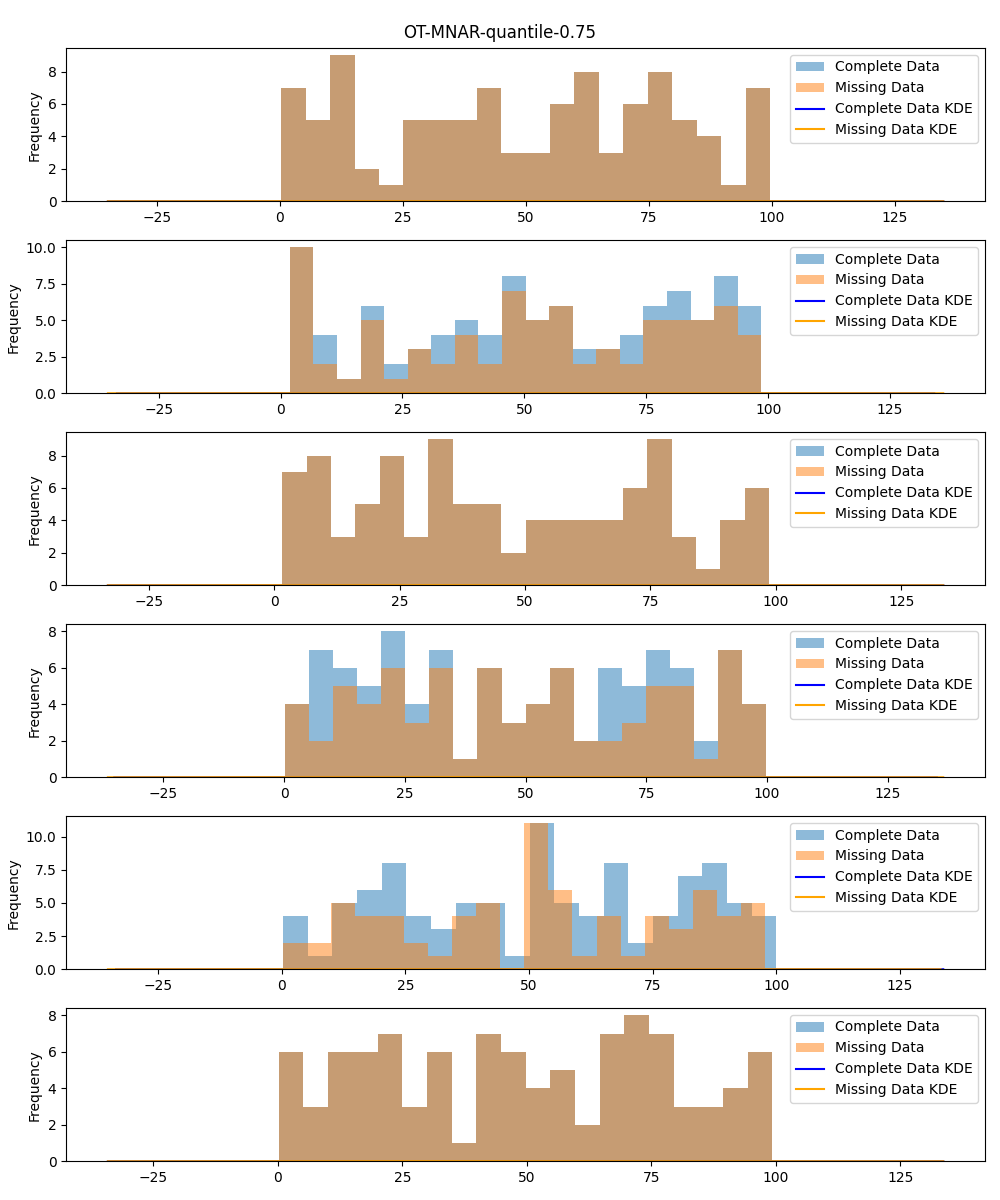 OT-MNAR-quantile-0.75
Frequency
8
6
4
2
0
Complete Data
Missing Data
Complete Data KDE
Missing Data KDE
−25 0 25 50 75 100 125
Frequency
10.0
7.5
5.0
2.5
0.0
Complete Data
Missing Data
Complete Data KDE
Missing Data KDE
−25 0 25 50 75 100 125
Frequency
8
6
4
2
0
Complete Data
Missing Data
Complete Data KDE
Missing Data KDE
−25 0 25 50 75 100 125
Frequency
8
6
4
2
0
Complete Data
Missing Data
Complete Data KDE
Missing Data KDE
−25 0 25 50 75 100 125
Frequency
10.0
7.5
5.0
2.5
0.0
Complete Data
Missing Data
Complete Data KDE
Missing Data KDE
−25 0 25 50 75 100 125
Frequency
8
6
4
2
0
Complete Data
Missing Data
Complete Data KDE
Missing Data KDE
−25 0 25 50 75 100 125